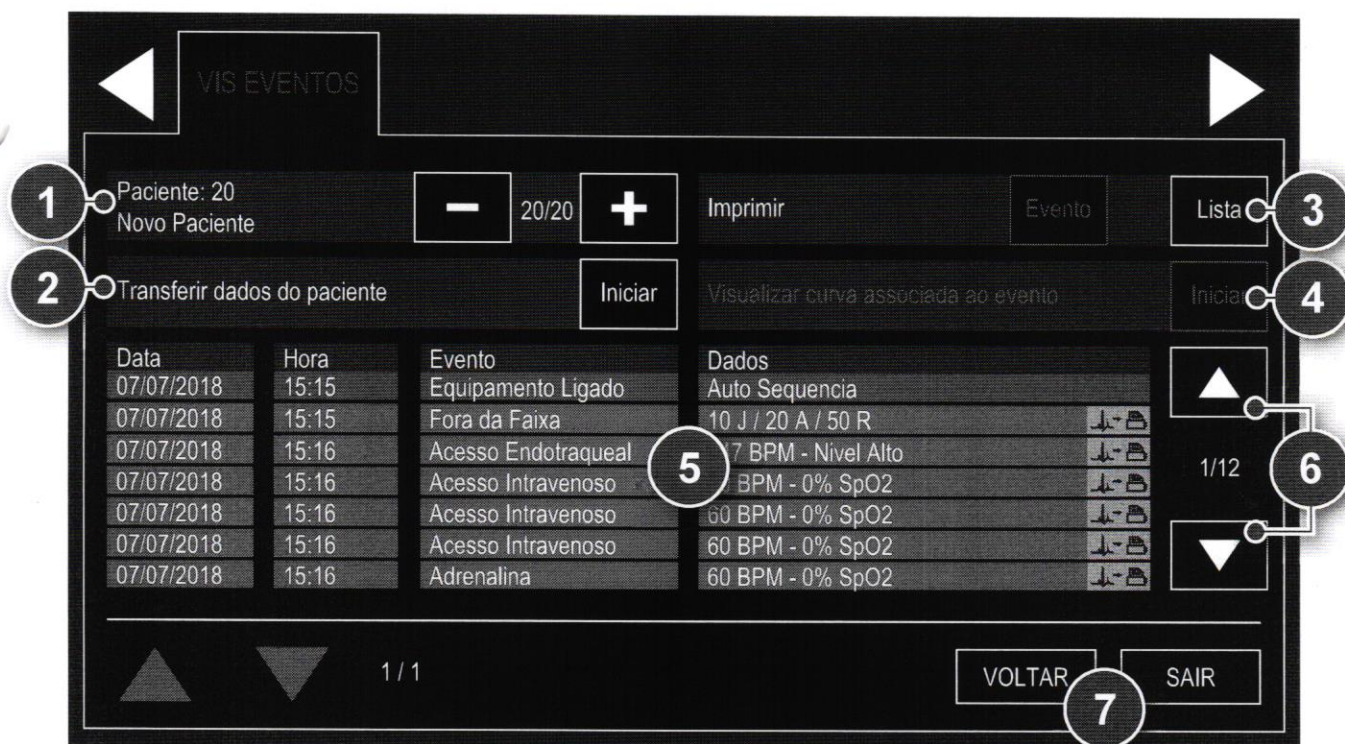 VIS EVENTOS
1
Paciente: 20
Novo Paciente
20/20
Imprimir
Evento
Lista
3
2
Transferir dados do paciente
Iniciar
Visualizar curva associada ao evento
Iniciar
4
Data Hora Evento Dados
07/07/2018 15:15 Equipamento Ligado Auto Sequencia
07/07/2018 15:15 Fora da Faixa 10 J / 20 A / 50 R
07/07/2018 15:16 Acesso Endotraqueal BPM - Nivel Alto
07/07/2018 15:16 Acesso Intravenoso BPM - 0% SpO2
07/07/2018 15:16 Acesso Intravenoso 60 BPM - 0% SpO2
07/07/2018 15:16 Acesso Intravenoso 60 BPM - 0% SpO2
07/07/2018 15:16 Adrenalina 60 BPM - 0% SpO2
5
1/12
6
1 / 1
VOLTAR
SAIR
7